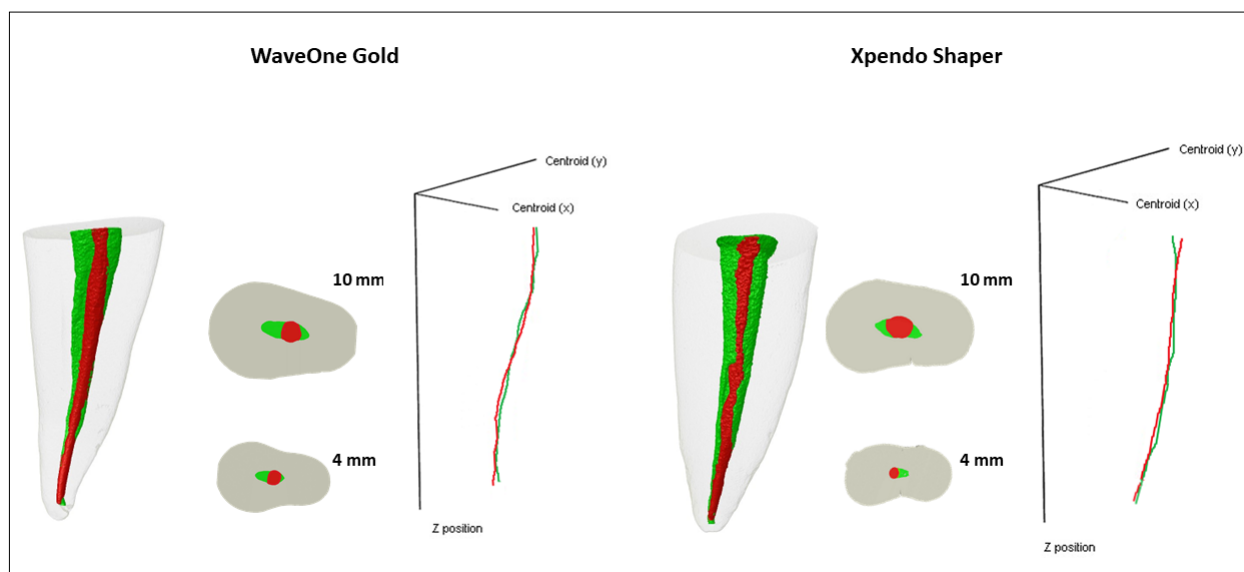 WaveOne Gold
Xpendo Shaper
Centroid (y)
Centroid (x)
10 mm
4 mm
Z position
Centroid (y)
Centroid (x)
10 mm
4 mm
Z position